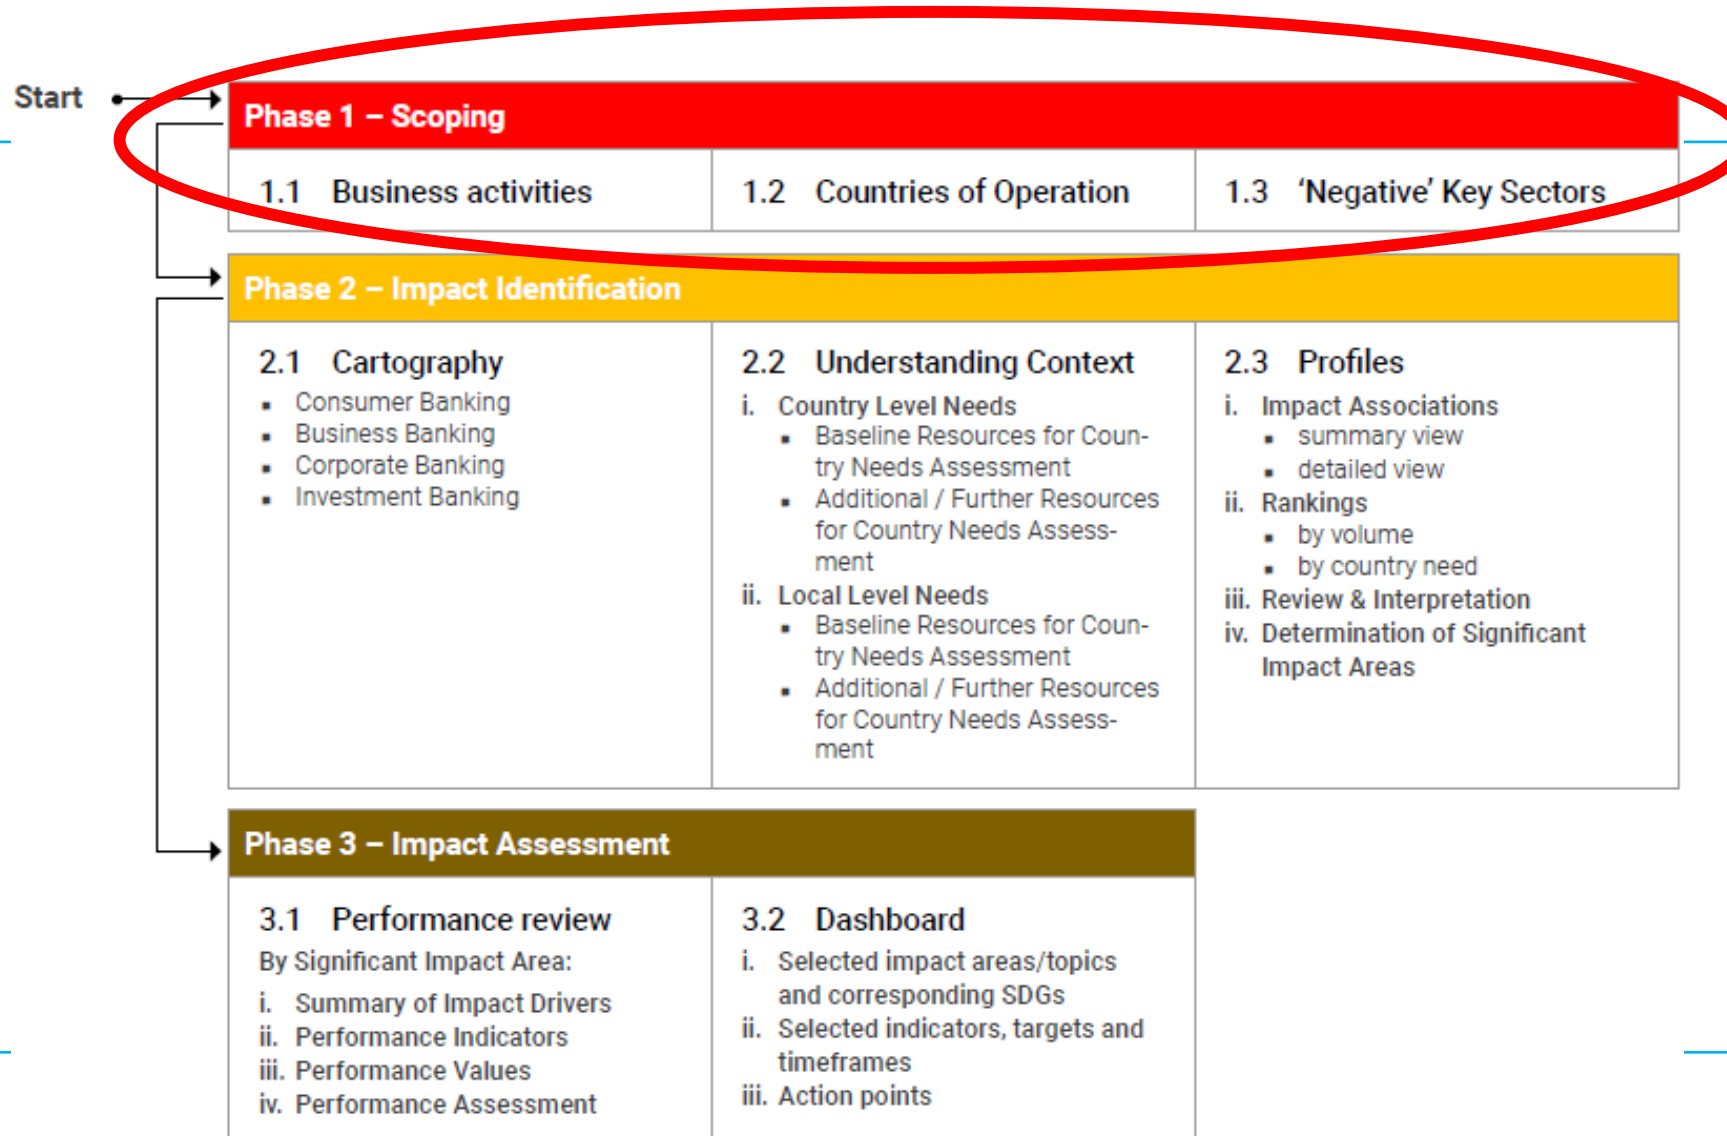 Start
Phase 1 – Scoping
1.1 Business activities
1.2 Countries of Operation
1.3 ‘Negative’ Key Sectors
Phase 2 – Impact Identification
2.1 Cartography
▪ Consumer Banking
▪ Business Banking
▪ Corporate Banking
▪ Investment Banking
2.2 Understanding Context
i. Country Level Needs
▪ Baseline Resources for Coun-
try Needs Assessment
▪ Additional / Further Resources
for Country Needs Assess-
ment
ii. Local Level Needs
▪ Baseline Resources for Coun-
try Needs Assessment
▪ Additional / Further Resources
for Country Needs Assess-
ment
2.3 Profiles
i. Impact Associations
▪ summary view
▪ detailed view
ii. Rankings
▪ by volume
▪ by country need
iii. Review & Interpretation
iv. Determination of Significant
Impact Areas
Phase 3 – Impact Assessment
3.1 Performance review
By Significant Impact Area:
i. Summary of Impact Drivers
ii. Performance Indicators
iii. Performance Values
iv. Performance Assessment
3.2 Dashboard
i. Selected impact areas/topics
and corresponding SDGs
ii. Selected indicators, targets and
timeframes
iii. Action points